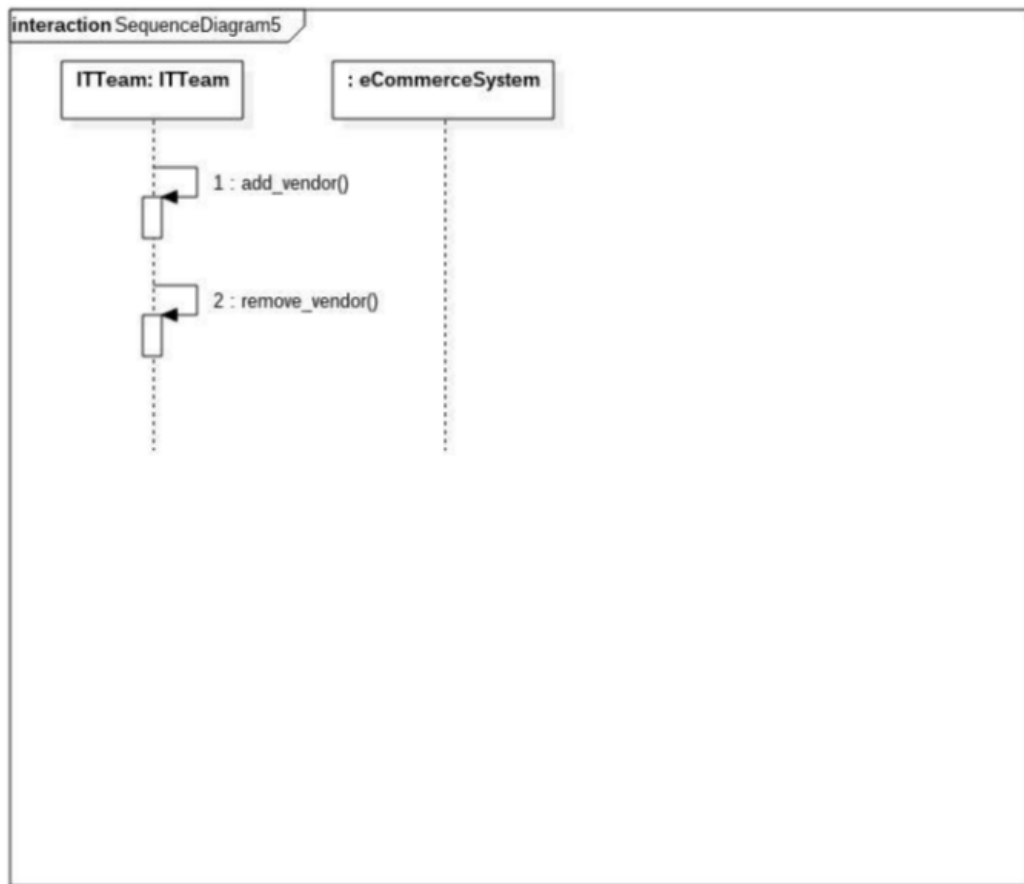 interaction SequenceDiagram5
ITTeam: ITTeam
: eCommerceSystem
1 : add_vendor()
2 : remove_vendor()